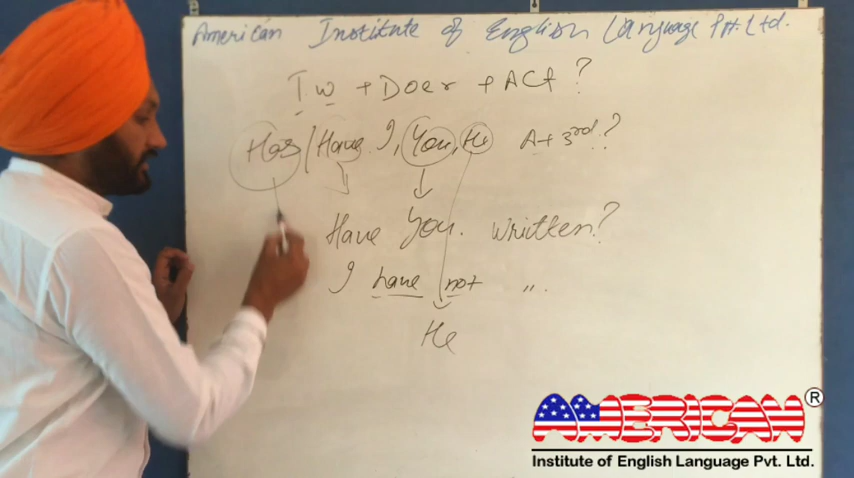 American Institute of English Language Pvt. Ltd.
I w + Doer + Act ?
Has / Have I, You, He A+ 3rd ?
Have You. written?
I have not "
He
AMERICAN®
Institute of English Language Pvt. Ltd.